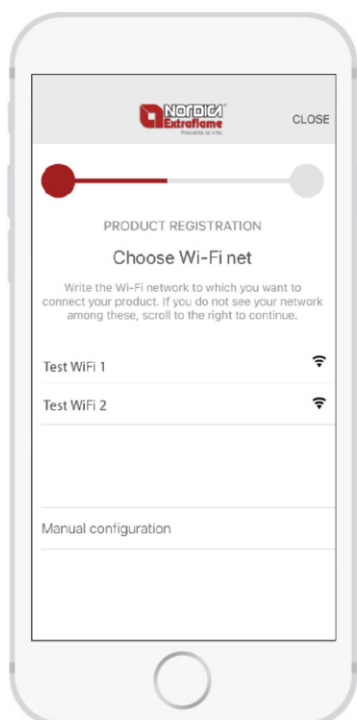 NORDICA
Extraflame
CLOSE
PRODUCT REGISTRATION
Choose Wi-Fi net
Write the Wi-Fi network to which you want to
connect your product. If you do not see your network
among these, scroll to the right to continue.
Test WiFi 1
Test WiFi 2
Manual configuration